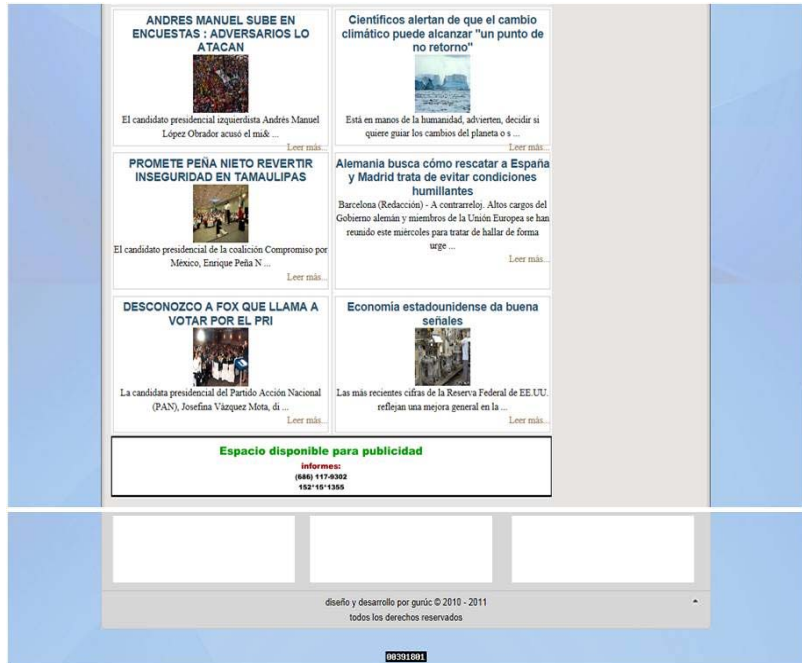 ANDRES MANUEL SUBE EN
ENCUESTAS : ADVERSARIOS LO
ATACAN
El candidato presidencial izquierdista Andrés Manuel
López Obrador acusó el mi& ...
Leer más...
Científicos alertan de que el cambio
climático puede alcanzar "un punto de
no retorno"
Está en manos de la humanidad, advierten, decidir si
quiere guiar los cambios del planeta o s ...
Leer más...
PROMETE PEÑA NIETO REVERTIR
INSEGURIDAD EN TAMAULIPAS
El candidato presidencial de la coalición Compromiso por
México, Enrique Peña N ...
Leer más...
Alemania busca cómo rescatar a España
y Madrid trata de evitar condiciones
humillantes
Barcelona (Redacción) - A contrarreloj. Altos cargos del
Gobierno alemán y miembros de la Unión Europea se han
reunido este miércoles para tratar de hallar de forma
urge ...
Leer más...
DESCONOZCO A FOX QUE LLAMA A
VOTAR POR EL PRI
La candidata presidencial del Partido Acción Nacional
(PAN), Josefina Vázquez Mota, di ...
Leer más...
Economía estadounidense da buena
señales
Las más recientes cifras de la Reserva Federal de EE.UU.
reflejan una mejora general en la ...
Leer más...
Espacio disponible para publicidad
informes:
(686) 117-9302
152*15*1355
diseño y desarrollo por gurúc © 2010 - 2011
todos los derechos reservados
00391801